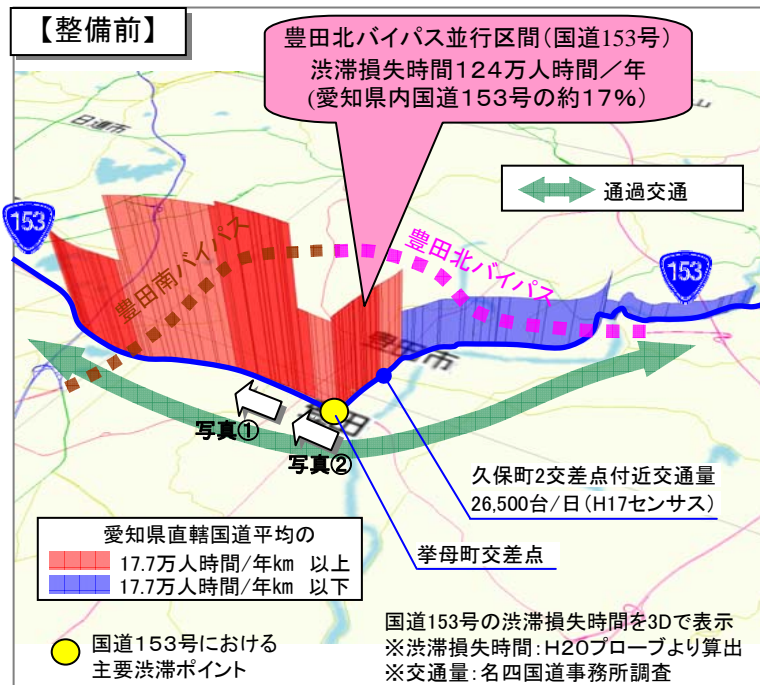 【整備前】
豊田北バイパス並行区間(国道153号)
渋滞損失時間124万人時間／年
(愛知県内国道153号の約17%)
日進市
通過交通
153
豊田南バイパス
豊田北バイパス
153
豊田市
写真①
写真②
久保町2交差点付近交通量
26,500台/日(H17センサス)
挙母町交差点
愛知県直轄国道平均の
17.7万人時間/年km 以上
17.7万人時間/年km 以下
国道153号における
主要渋滞ポイント
国道153号の渋滞損失時間を3Dで表示
※渋滞損失時間:H20プローブより算出
※交通量:名四国道事務所調査